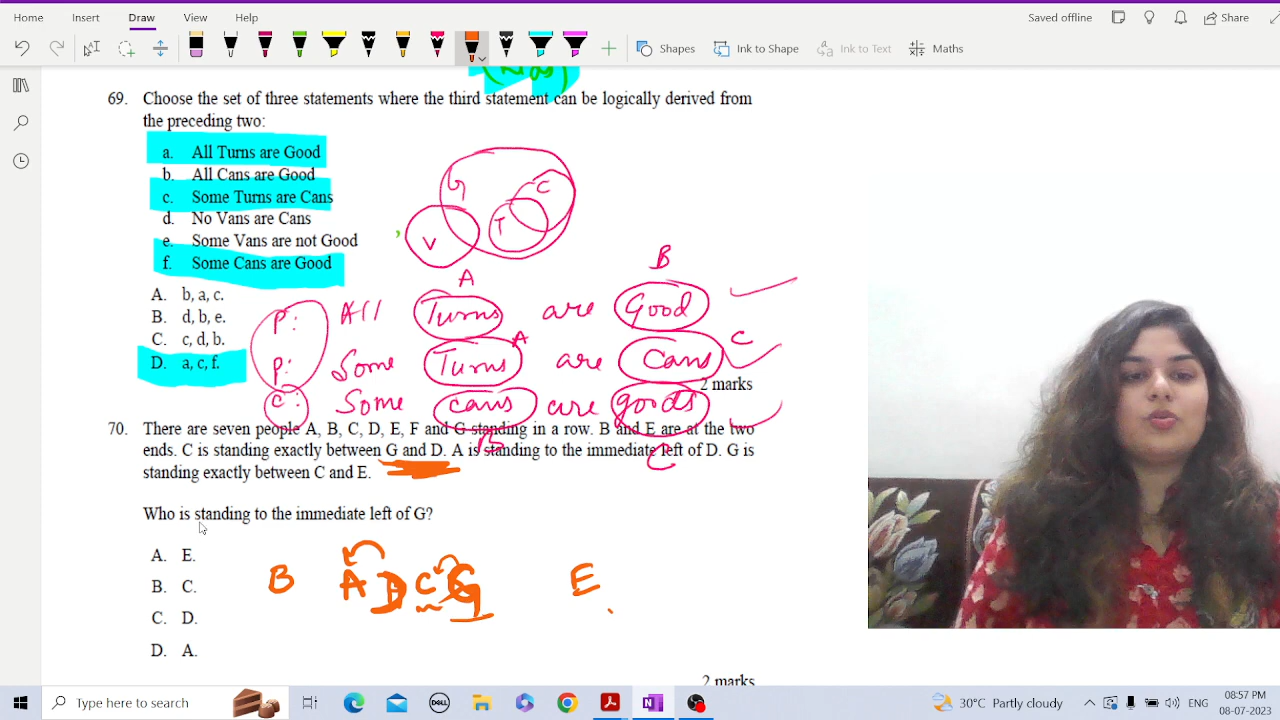 Home Insert Draw View Help Saved offline Share
Shapes Ink to Shape Ink to Text Maths
69. Choose the set of three statements where the third statement can be logically derived from
the preceding two:
a. All Turns are Good
b. All Cans are Good
c. Some Turns are Cans
d. No Vans are Cans
e. Some Vans are not Good
f. Some Cans are Good
G C T V
A B
A. b, a, c.
B. d, b, e.
C. c, d, b.
D. a, c, f.
P: All Turns are Good
A C
P: Some Turns are Cans
2 marks
C: Some cans are goods
B C
70. There are seven people A, B, C, D, E, F and G standing in a row. B and E are at the two
ends. C is standing exactly between G and D. A is standing to the immediate left of D. G is
standing exactly between C and E.
Who is standing to the immediate left of G?
A. E.
B. C.
C. D.
D. A.
B A D C G E
2 marks
Type here to search
DELL
30°C Partly cloudy
ENG
08:57 PM
08-07-2023